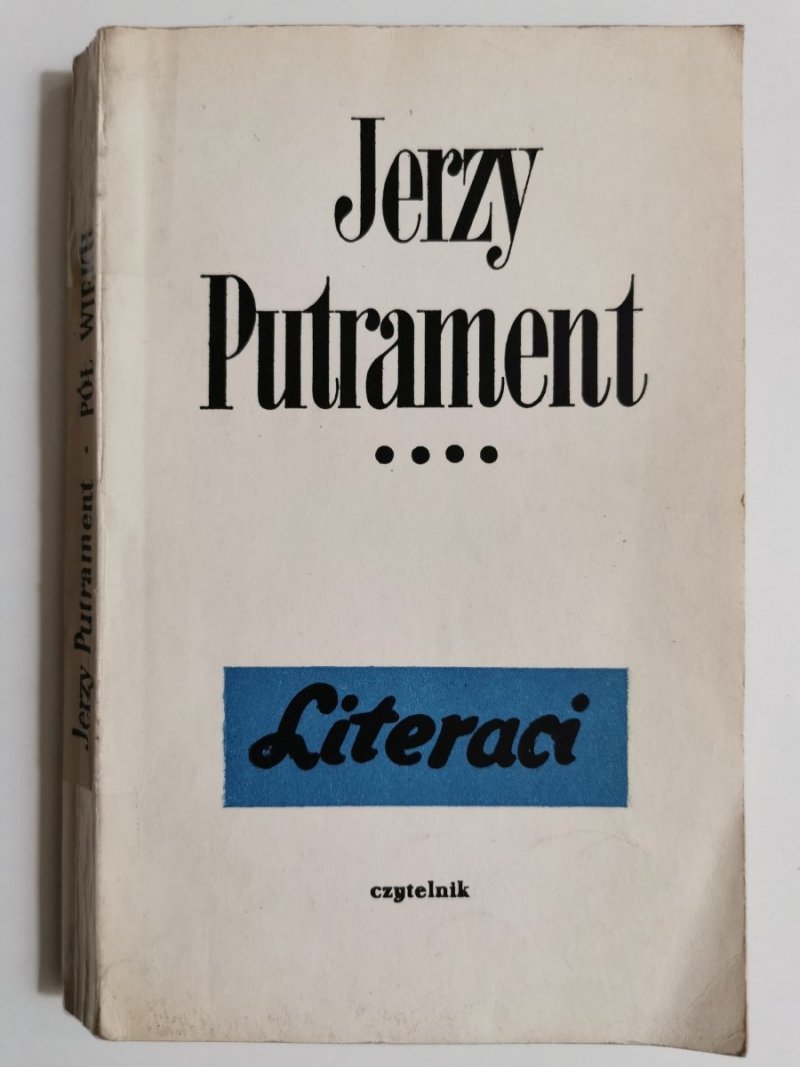 Jerzy
Putrament
••••
Literaci
czytelnik
Jerzy Putrament - PÓŁ WIEKU